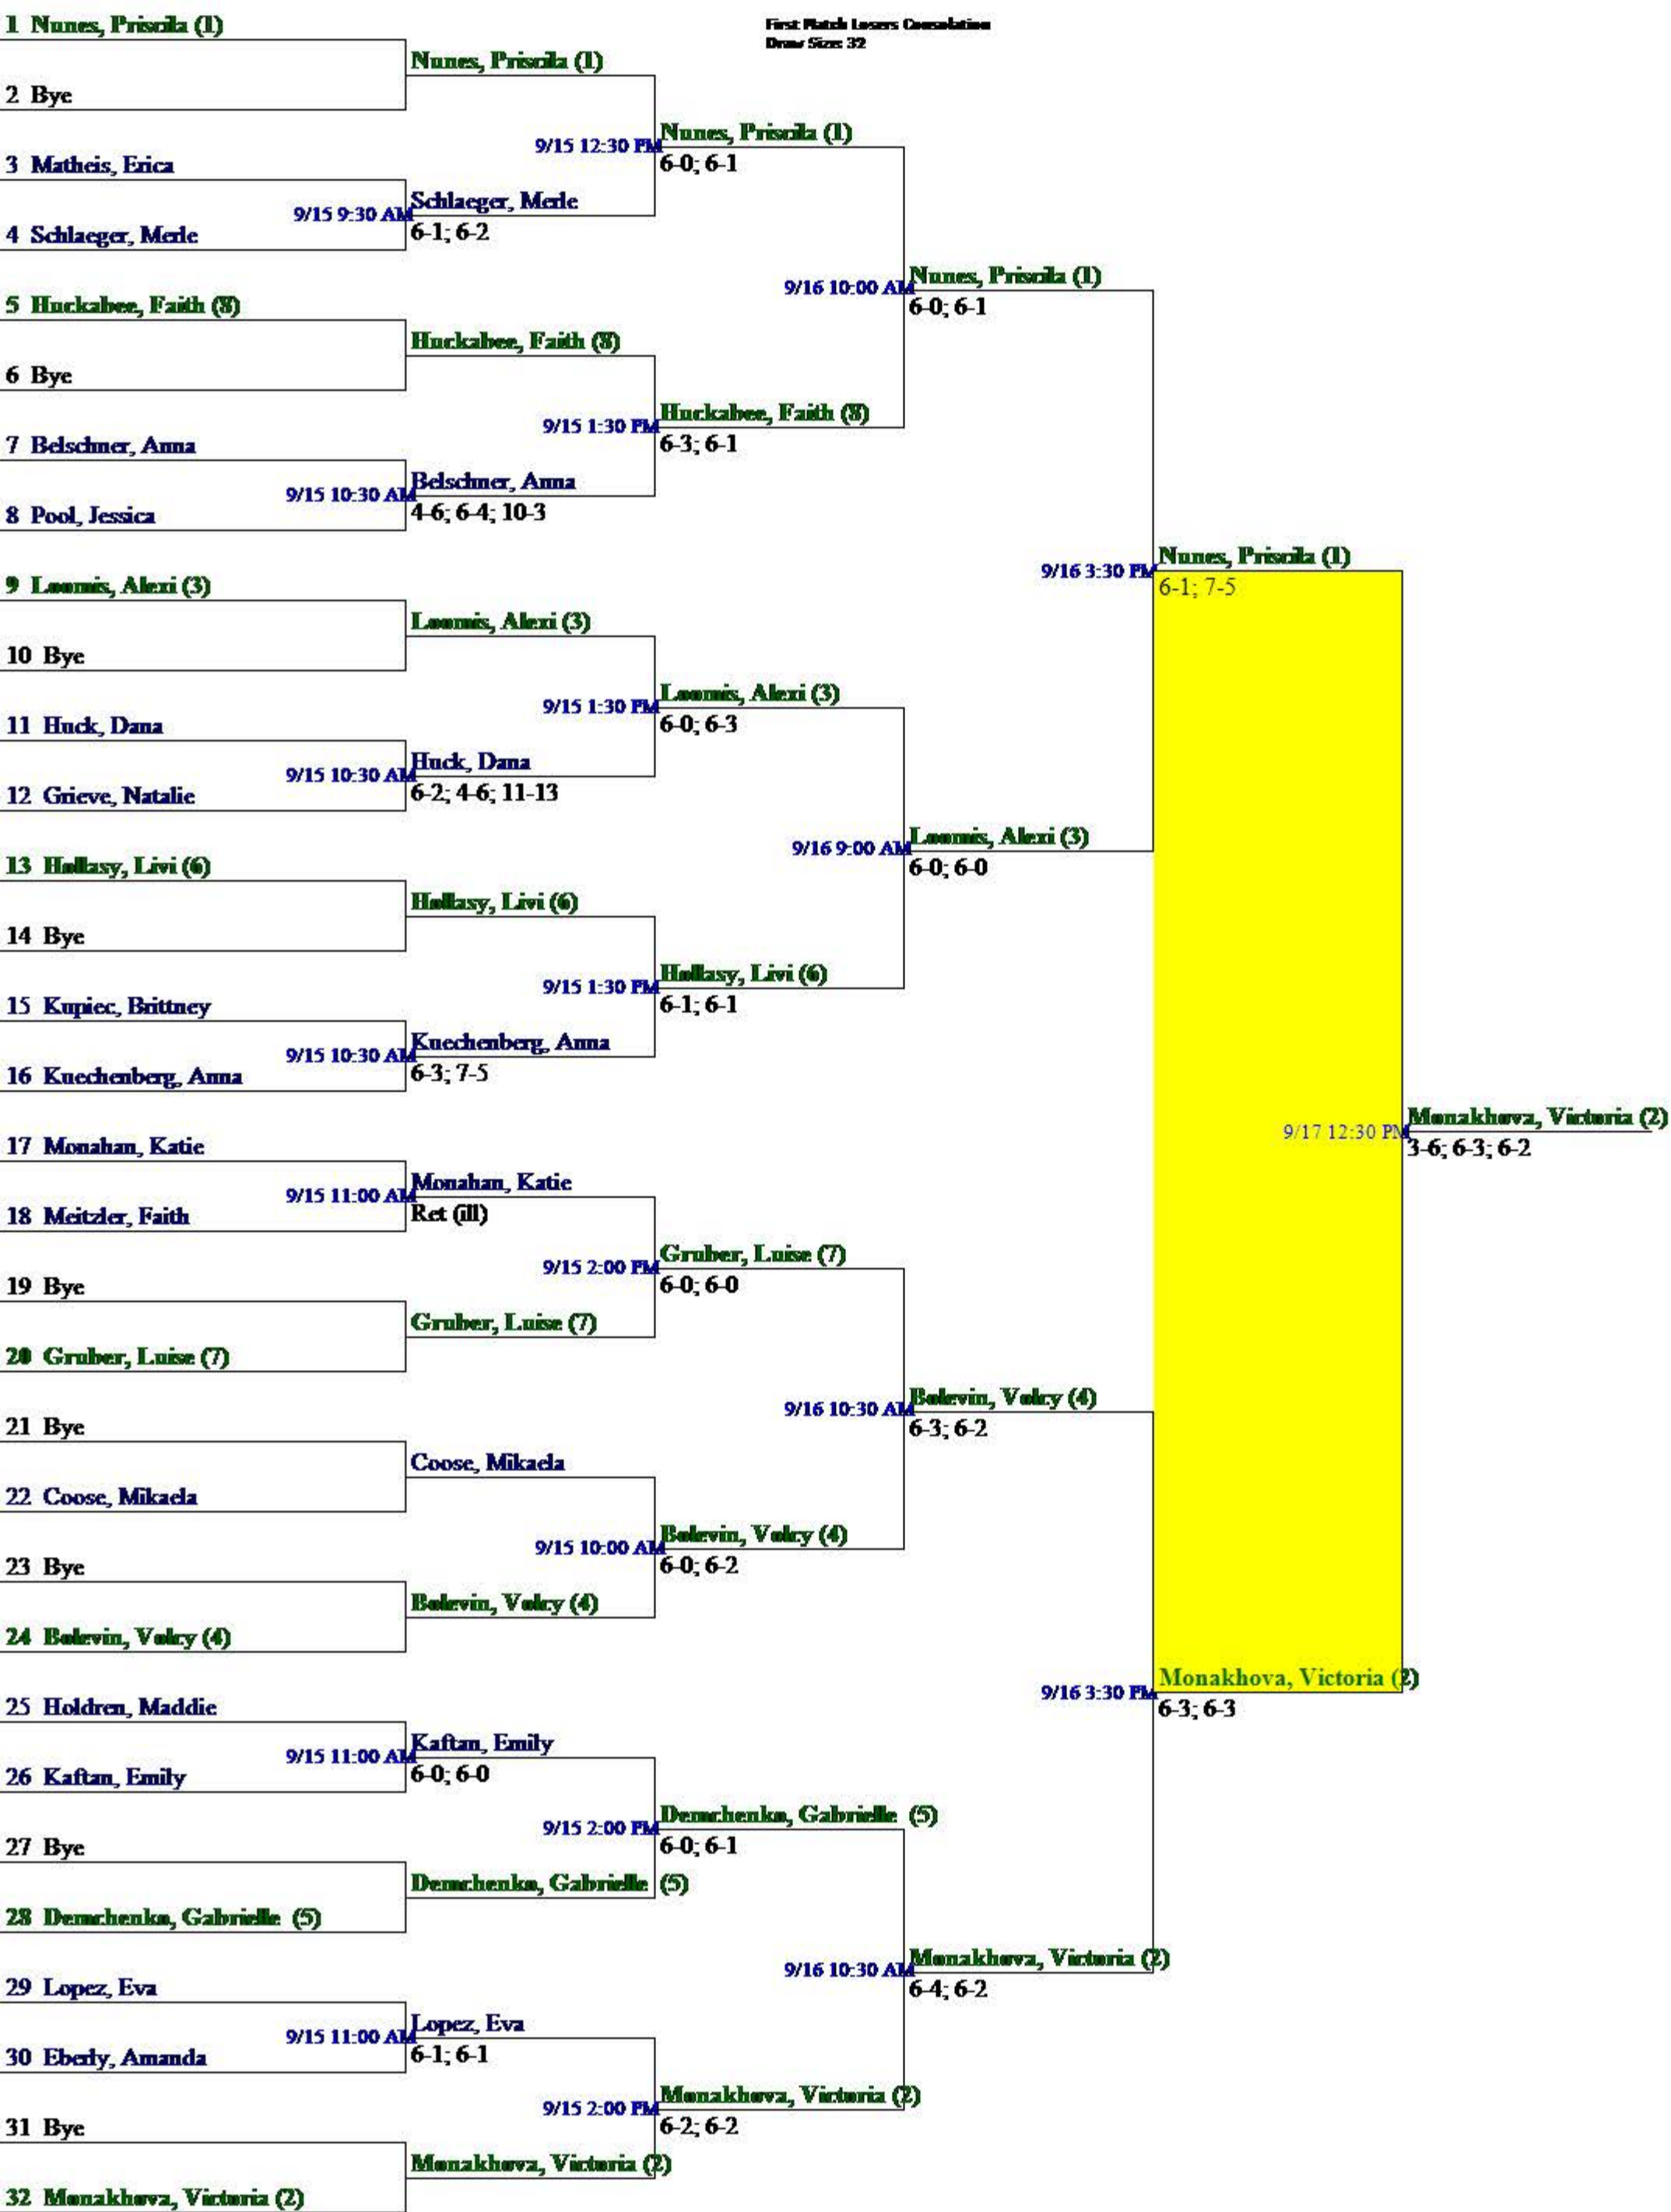 First Match Losers Consolation
Draw Size: 32
1 Nunes, Priscila (1)
Nunes, Priscila (1)
2 Bye
9/15 12:30 PM
Nunes, Priscila (1)
6-0; 6-1
3 Matheis, Erica
9/15 9:30 AM
Schlaeger, Merle
6-1; 6-2
4 Schlaeger, Merle
9/16 10:00 AM
Nunes, Priscila (1)
6-0; 6-1
5 Huckabee, Faith (8)
Huckabee, Faith (8)
6 Bye
9/15 1:30 PM
Huckabee, Faith (8)
6-3; 6-1
7 Belschner, Anna
9/15 10:30 AM
Belschner, Anna
4-6; 6-4; 10-3
8 Pool, Jessica
9/16 3:30 PM
Nunes, Priscila (1)
6-1; 7-5
9 Loomis, Alexi (3)
Loomis, Alexi (3)
10 Bye
9/15 1:30 PM
Loomis, Alexi (3)
6-0; 6-3
11 Huck, Dana
9/15 10:30 AM
Huck, Dana
6-2; 4-6; 11-13
12 Grieve, Natalie
9/16 9:00 AM
Loomis, Alexi (3)
6-0; 6-0
13 Hollasy, Livi (6)
Hollasy, Livi (6)
14 Bye
9/15 1:30 PM
Hollasy, Livi (6)
6-1; 6-1
15 Kupiec, Brittney
9/15 10:30 AM
Kuechenberg, Anna
6-3; 7-5
16 Kuechenberg, Anna
9/17 12:30 PM
Monakhova, Victoria (2)
3-6; 6-3; 6-2
17 Monahan, Katie
9/15 11:00 AM
Monahan, Katie
Ret (ill)
18 Meitzler, Faith
9/15 2:00 PM
Gruber, Luise (7)
6-0; 6-0
19 Bye
Gruber, Luise (7)
20 Gruber, Luise (7)
9/16 10:30 AM
Bolevin, Volcy (4)
6-3; 6-2
21 Bye
Coose, Mikaela
22 Coose, Mikaela
9/15 10:00 AM
Bolevin, Volcy (4)
6-0; 6-2
23 Bye
Bolevin, Volcy (4)
24 Bolevin, Volcy (4)
9/16 3:30 PM
Monakhova, Victoria (2)
6-3; 6-3
25 Holdren, Maddie
9/15 11:00 AM
Kaftan, Emily
6-0; 6-0
26 Kaftan, Emily
9/15 2:00 PM
Demchenko, Gabrielle (5)
6-0; 6-1
27 Bye
Demchenko, Gabrielle (5)
28 Demchenko, Gabrielle (5)
9/16 10:30 AM
Monakhova, Victoria (2)
6-4; 6-2
29 Lopez, Eva
9/15 11:00 AM
Lopez, Eva
6-1; 6-1
30 Eberly, Amanda
9/15 2:00 PM
Monakhova, Victoria (2)
6-2; 6-2
31 Bye
Monakhova, Victoria (2)
32 Monakhova, Victoria (2)